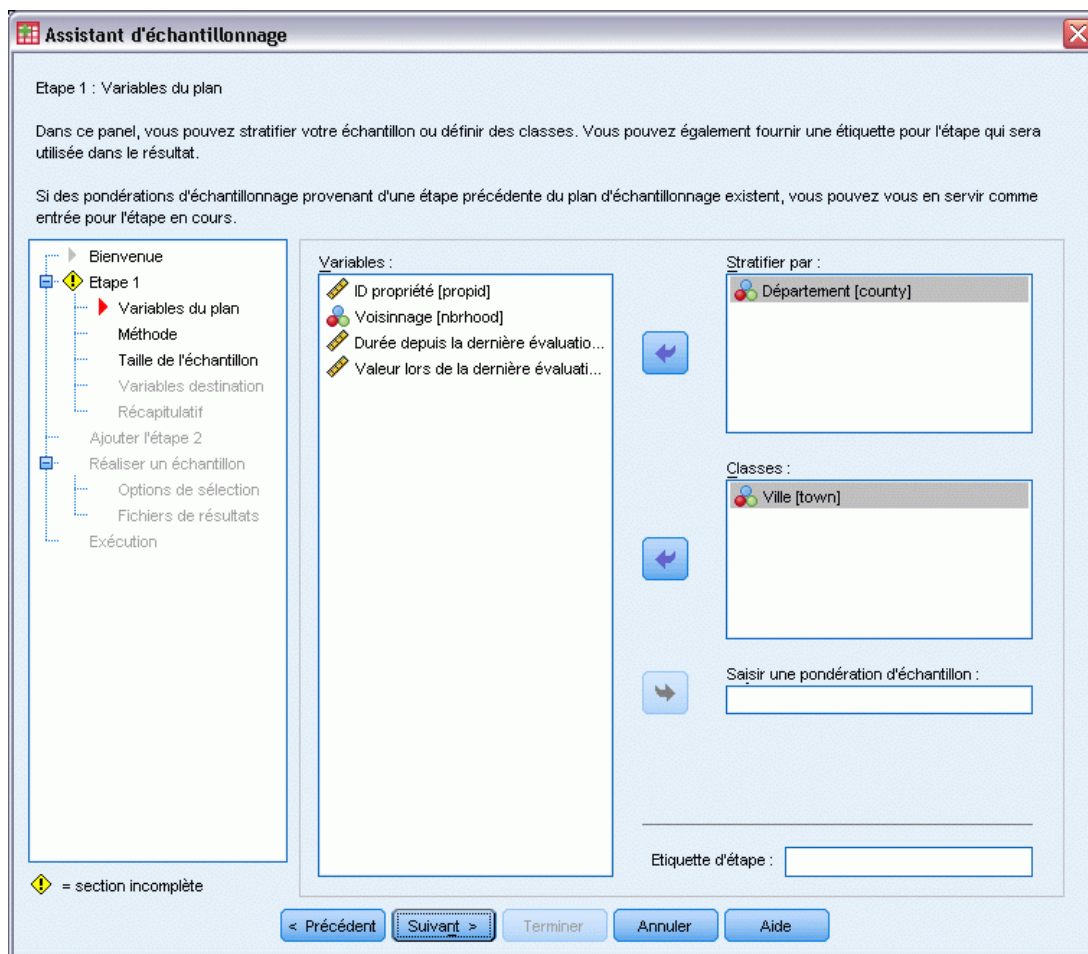 Assistant d'échantillonnage
Etape 1 : Variables du plan
Dans ce panel, vous pouvez stratifier votre échantillon ou définir des classes. Vous pouvez également fournir une étiquette pour l'étape qui sera
utilisée dans le résultat.
Si des pondérations d'échantillonnage provenant d'une étape précédente du plan d'échantillonnage existent, vous pouvez vous en servir comme
entrée pour l'étape en cours.
Bienvenue
Etape 1
Variables du plan
Méthode
Taille de l'échantillon
Variables destination
Récapitulatif
Ajouter l'étape 2
Réaliser un échantillon
Options de sélection
Fichiers de résultats
Exécution
= section incomplète
Variables :
ID propriété [propid]
Voisinnage [nbrhood]
Durée depuis la dernière évaluatio...
Valeur lors de la dernière évaluati...
Stratifier par :
Département [county]
Classes :
Ville [town]
Saisir une pondération d'échantillon :
Etiquette d'étape :
< Précédent
Suivant >
Terminer
Annuler
Aide